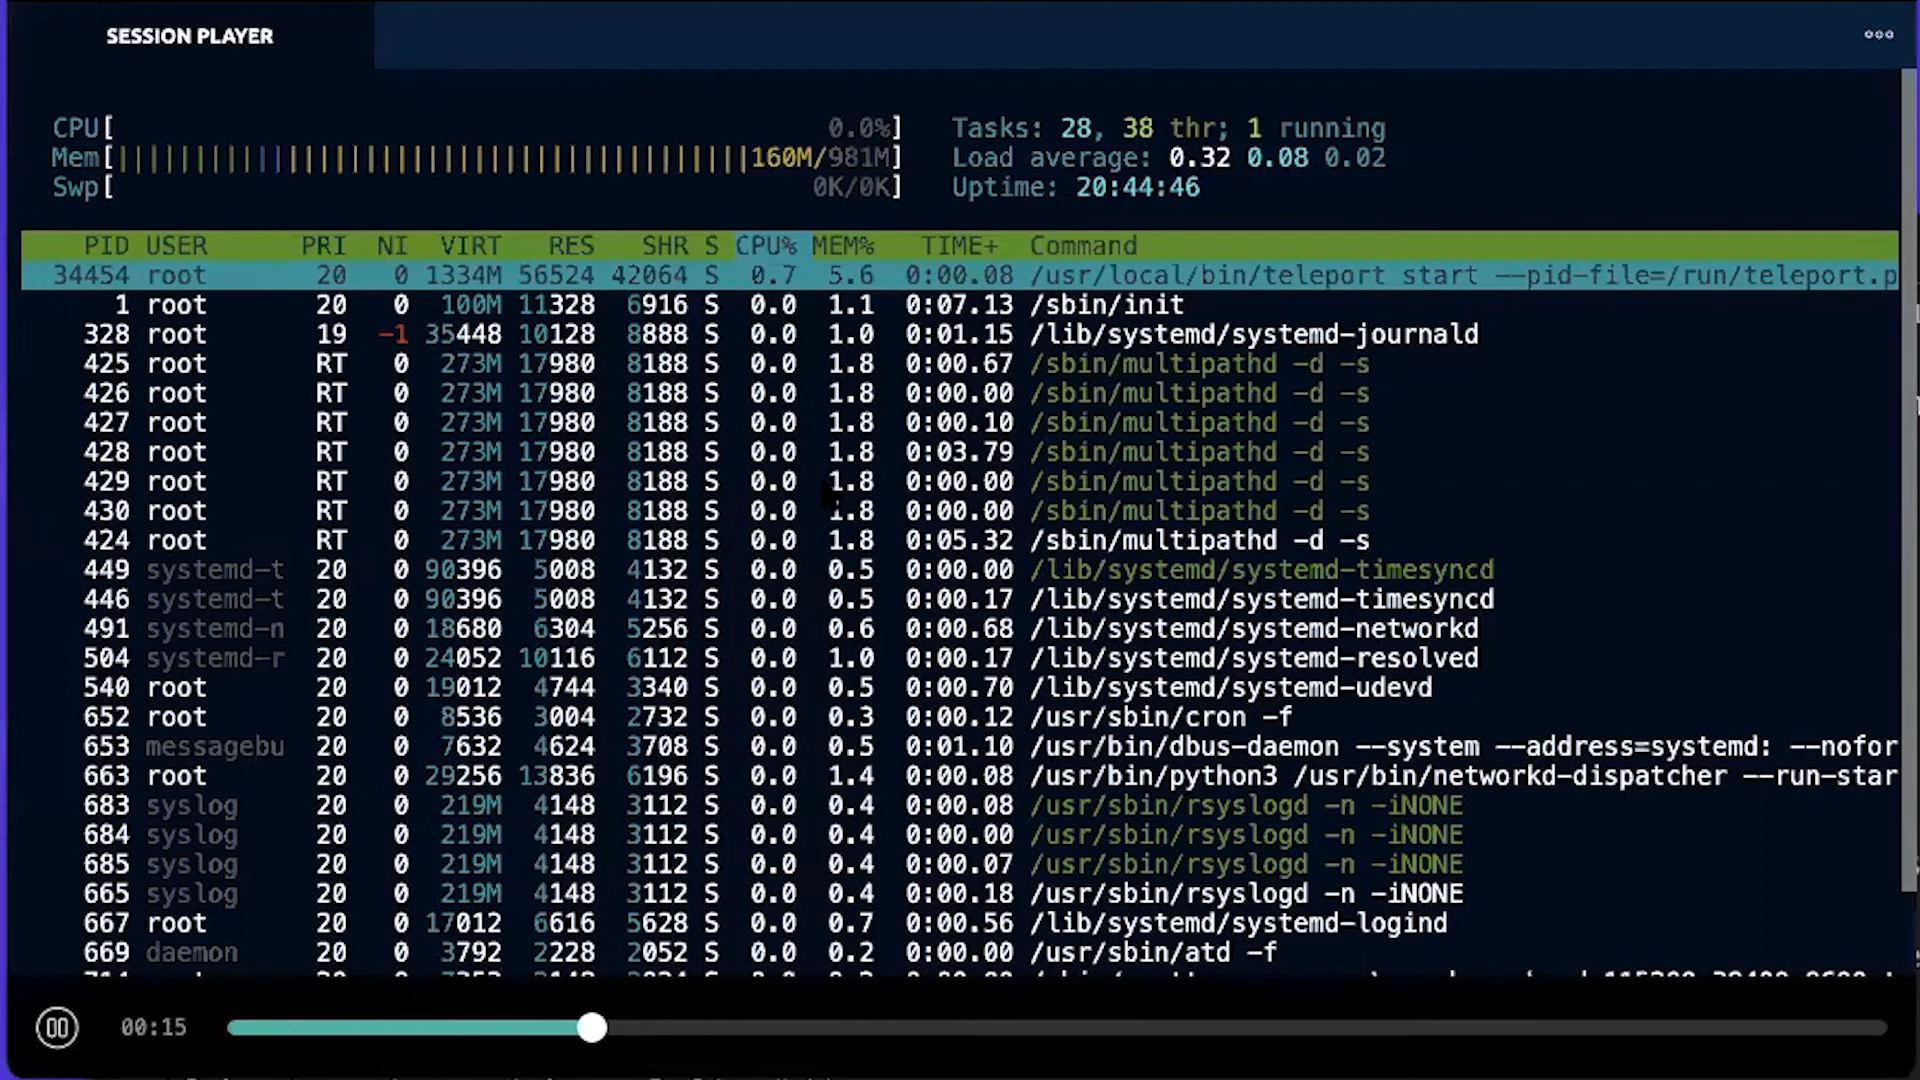 SESSION PLAYER
CPU[ 0.0%] Tasks: 28, 38 thr; 1 running
Mem[||||||||||||||||||||||||||||||||||||||||||160M/981M] Load average: 0.32 0.08 0.02
Swp[ 0K/0K] Uptime: 20:44:46
PID USER PRI NI VIRT RES SHR S CPU% MEM% TIME+ Command
34454 root 20 0 1334M 56524 42064 S 0.7 5.6 0:00.08 /usr/local/bin/teleport start --pid-file=/run/teleport.p
1 root 20 0 100M 11328 6916 S 0.0 1.1 0:07.13 /sbin/init
328 root 19 -1 35448 10128 8888 S 0.0 1.0 0:01.15 /lib/systemd/systemd-journald
425 root RT 0 273M 17980 8188 S 0.0 1.8 0:00.67 /sbin/multipathd -d -s
426 root RT 0 273M 17980 8188 S 0.0 1.8 0:00.00 /sbin/multipathd -d -s
427 root RT 0 273M 17980 8188 S 0.0 1.8 0:00.10 /sbin/multipathd -d -s
428 root RT 0 273M 17980 8188 S 0.0 1.8 0:03.79 /sbin/multipathd -d -s
429 root RT 0 273M 17980 8188 S 0.0 1.8 0:00.00 /sbin/multipathd -d -s
430 root RT 0 273M 17980 8188 S 0.0 1.8 0:00.00 /sbin/multipathd -d -s
424 root RT 0 273M 17980 8188 S 0.0 1.8 0:05.32 /sbin/multipathd -d -s
449 systemd-t 20 0 90396 5008 4132 S 0.0 0.5 0:00.00 /lib/systemd/systemd-timesyncd
446 systemd-t 20 0 90396 5008 4132 S 0.0 0.5 0:00.17 /lib/systemd/systemd-timesyncd
491 systemd-n 20 0 18680 6304 5256 S 0.0 0.6 0:00.68 /lib/systemd/systemd-networkd
504 systemd-r 20 0 24052 10116 6112 S 0.0 1.0 0:00.17 /lib/systemd/systemd-resolved
540 root 20 0 19012 4744 3340 S 0.0 0.5 0:00.70 /lib/systemd/systemd-udevd
652 root 20 0 8536 3004 2732 S 0.0 0.3 0:00.12 /usr/sbin/cron -f
653 messagebu 20 0 7632 4624 3708 S 0.0 0.5 0:01.10 /usr/bin/dbus-daemon --system --address=systemd: --nofor
663 root 20 0 29256 13836 6196 S 0.0 1.4 0:00.08 /usr/bin/python3 /usr/bin/networkd-dispatcher --run-star
683 syslog 20 0 219M 4148 3112 S 0.0 0.4 0:00.08 /usr/sbin/rsyslogd -n -iNONE
684 syslog 20 0 219M 4148 3112 S 0.0 0.4 0:00.00 /usr/sbin/rsyslogd -n -iNONE
685 syslog 20 0 219M 4148 3112 S 0.0 0.4 0:00.07 /usr/sbin/rsyslogd -n -iNONE
665 syslog 20 0 219M 4148 3112 S 0.0 0.4 0:00.18 /usr/sbin/rsyslogd -n -iNONE
667 root 20 0 17012 6616 5628 S 0.0 0.7 0:00.56 /lib/systemd/systemd-logind
669 daemon 20 0 3792 2228 2052 S 0.0 0.2 0:00.00 /usr/sbin/atd -f
00:15